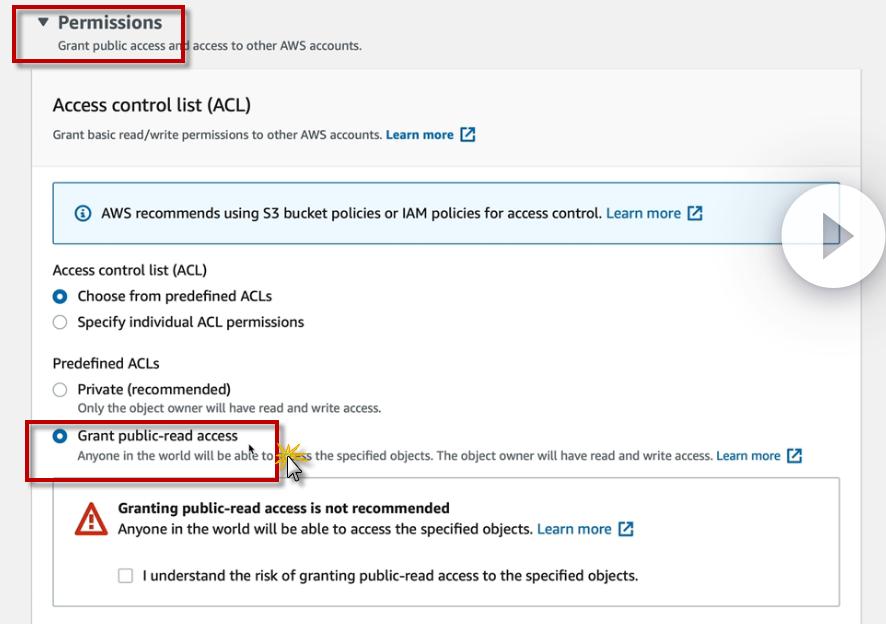 Permissions
Grant public access and access to other AWS accounts.
Access control list (ACL)
Grant basic read/write permissions to other AWS accounts. Learn more
AWS recommends using S3 bucket policies or IAM policies for access control. Learn more
Access control list (ACL)
Choose from predefined ACLs
Specify individual ACL permissions
Predefined ACLs
Private (recommended)
Only the object owner will have read and write access.
Grant public-read access
Anyone in the world will be able to access the specified objects. The object owner will have read and write access. Learn more
Granting public-read access is not recommended
Anyone in the world will be able to access the specified objects. Learn more
I understand the risk of granting public-read access to the specified objects.